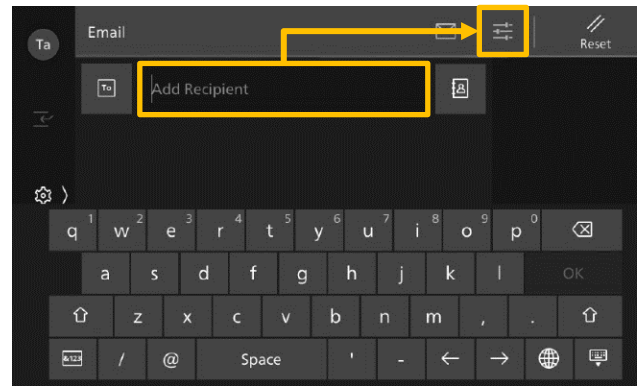 Ta
Email
Reset
To
Add Recipient
q 1 w 2 e 3 r 4 t 5 y 6 u 7 i 8 o 9 p 0
a s d f g h j k l OK
z x c v b n m , .
&123 / @ Space ' - ← →